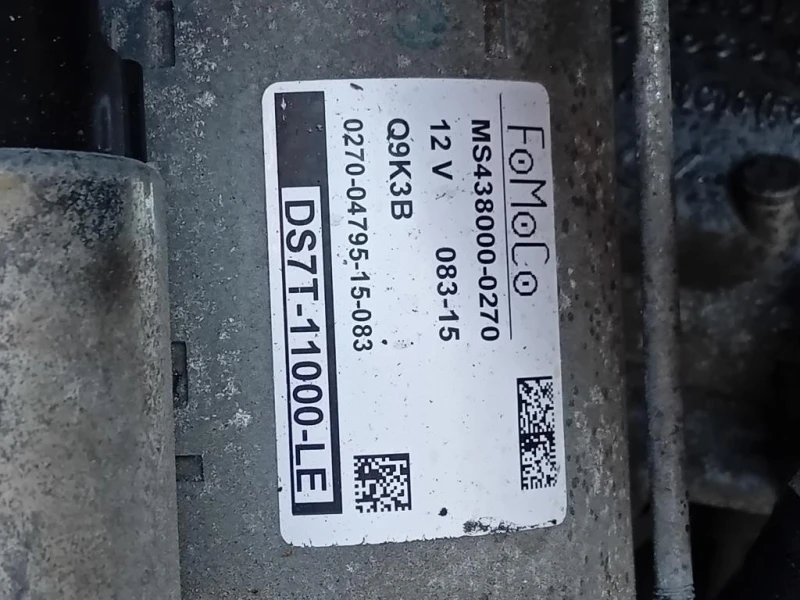 FoMoCo
MS438000-0270
12 V 083-15
Q9K3B
0270-04795-15-083
DS7T-11000-LE